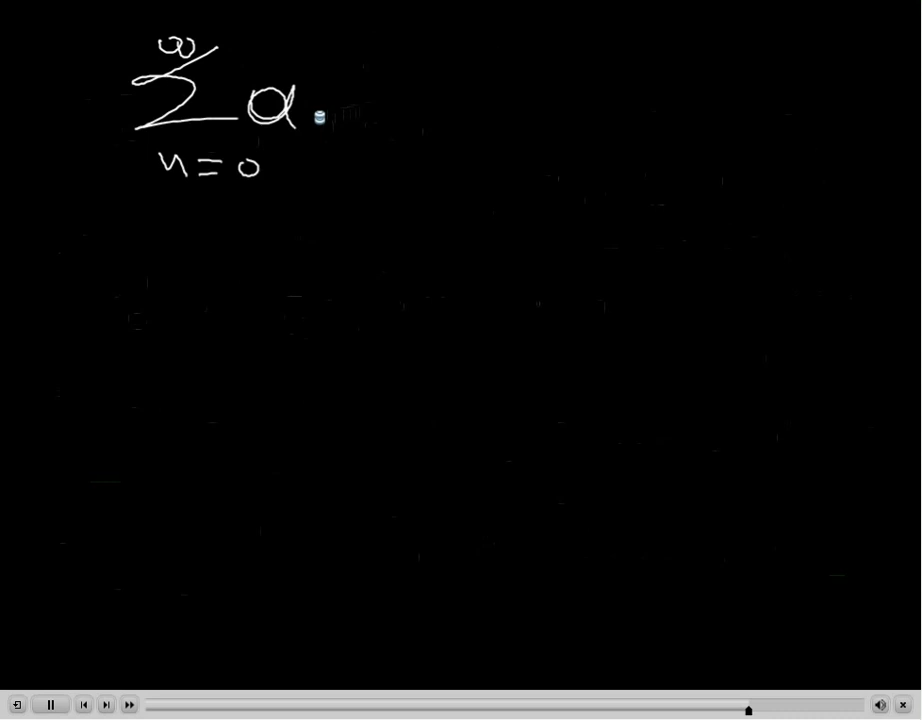 ∞
∑ a
n = 0